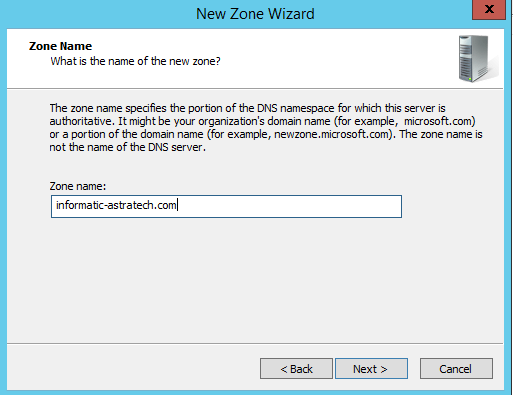 New Zone Wizard
x
Zone Name
What is the name of the new zone?
The zone name specifies the portion of the DNS namespace for which this server is
authoritative. It might be your organization's domain name (for example,  microsoft.com)
or a portion of the domain name (for example, newzone.microsoft.com). The zone name is
not the name of the DNS server.
Zone name:
informatic-astratech.com
< Back
Next >
Cancel